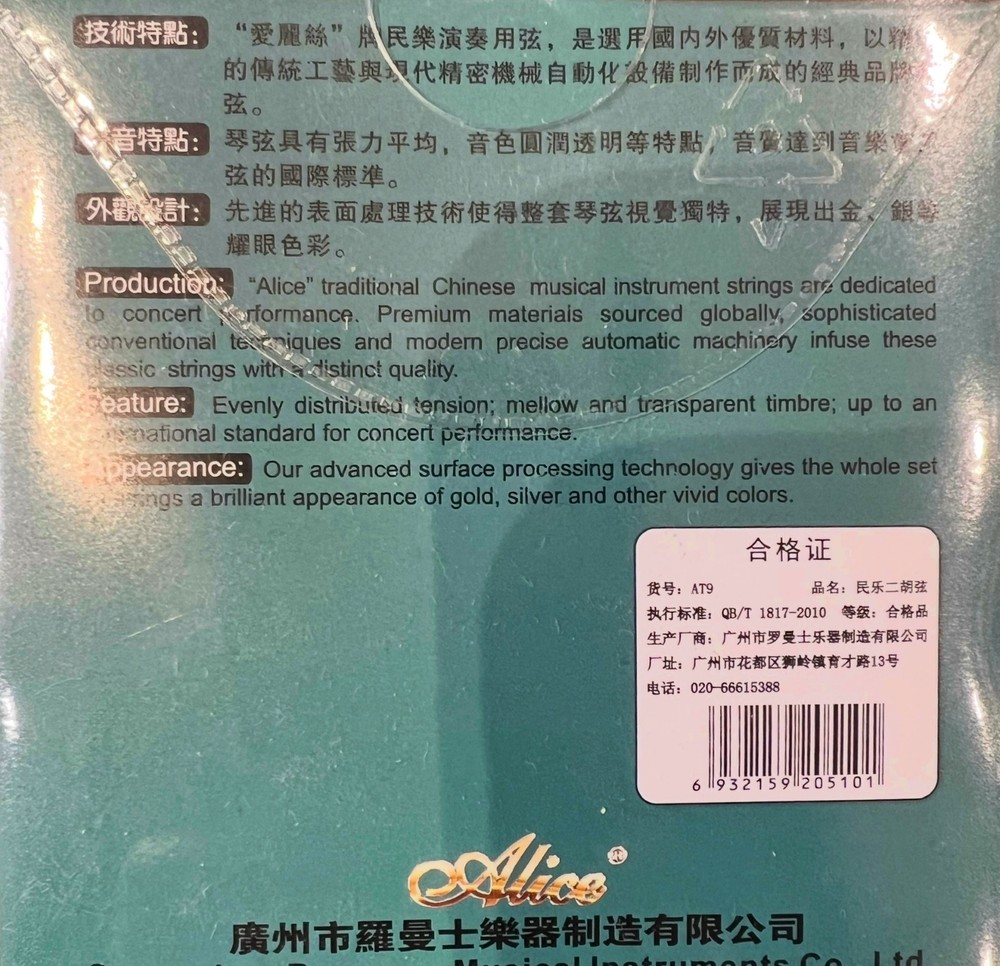 技術特點： “愛麗絲”牌民樂演奏用弦，是選用國内外優質材料，以精
的傳統工藝與現代精密機械自動化設備制作而成的經典品牌
弦。
音特點： 琴弦具有張力平均，音色圓潤透明等特點，音質達到音樂
弦的國際標準。
外觀設計： 先進的表面處理技術使得整套琴弦視覺獨特，展現出金、銀等
耀眼色彩。
Production: “Alice” traditional Chinese musical instrument strings are dedicated
to concert performance. Premium materials sourced globally, sophisticated
conventional techniques and modern precise automatic machinery infuse these
classic strings with a distinct quality.
Feature: Evenly distributed tension; mellow and transparent timbre; up to an
international standard for concert performance.
Appearance: Our advanced surface processing technology gives the whole set
strings a brilliant appearance of gold, silver and other vivid colors.
合格证
货号：AT9 品名：民乐二胡弦
执行标准：QB/T 1817-2010 等级：合格品
生产厂商：广州市罗曼士乐器制造有限公司
厂址：广州市花都区狮岭镇育才路13号
电话：020-66615388
6 932159 205101
Alice®
廣州市羅曼士樂器制造有限公司
Musical Instruments Co., Ltd.